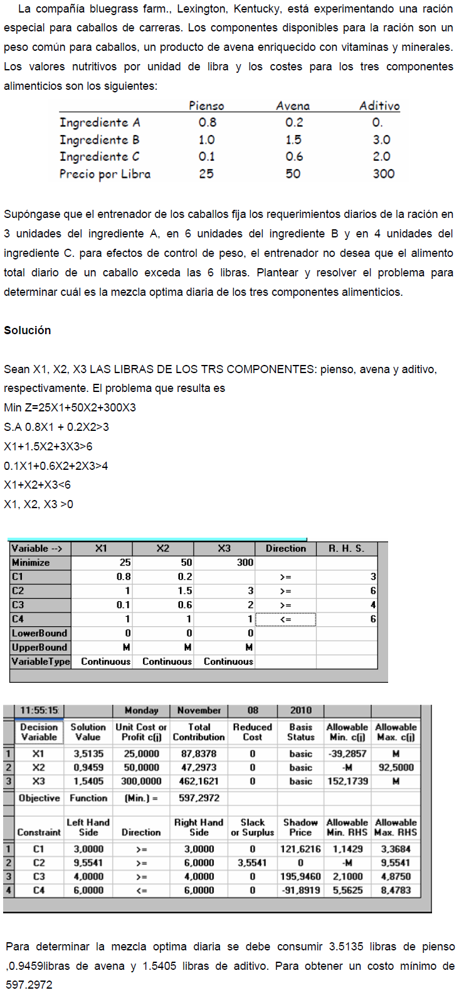 La compañía bluegrass farm., Lexington, Kentucky, está experimentando una ración
especial para caballos de carreras. Los componentes disponibles para la ración son un
peso común para caballos, un producto de avena enriquecido con vitaminas y minerales.
Los valores nutritivos por unidad de libra y los costes para los tres componentes
alimenticios son los siguientes:
Pienso Avena Aditivo
Ingrediente A 0.8 0.2 0.
Ingrediente B 1.0 1.5 3.0
Ingrediente C 0.1 0.6 2.0
Precio por Libra 25 50 300
Supóngase que el entrenador de los caballos fija los requerimientos diarios de la ración en
3 unidades del ingrediente A, en 6 unidades del ingrediente B y en 4 unidades del
ingrediente C. para efectos de control de peso, el entrenador no desea que el alimento
total diario de un caballo exceda las 6 libras. Plantear y resolver el problema para
determinar cuál es la mezcla optima diaria de los tres componentes alimenticios.
Solución
Sean X1, X2, X3 LAS LIBRAS DE LOS TRS COMPONENTES: pienso, avena y aditivo,
respectivamente. El problema que resulta es
Min Z=25X1+50X2+300X3
S.A 0.8X1 + 0.2X2>3
X1+1.5X2+3X3>6
0.1X1+0.6X2+2X3>4
X1+X2+X3<6
X1, X2, X3 >0
Variable --> X1 X2 X3 Direction R. H. S.
Minimize 25 50 300
C1 0.8 0.2 >= 3
C2 1 1.5 3 >= 6
C3 0.1 0.6 2 >= 4
C4 1 1 1 <= 6
LowerBound 0 0 0
UpperBound M M M
VariableType Continuous Continuous Continuous
11:55:15 Monday November 08 2010
Decision Solution Unit Cost or Total Reduced Basis Allowable Allowable
Variable Value Profit c(j) Contribution Cost Status Min. c(j) Max. c(j)
1 X1 3,5135 25,0000 87,8378 0 basic -39,2857 M
2 X2 0,9459 50,0000 47,2973 0 basic -M 92,5000
3 X3 1,5405 300,0000 462,1621 0 basic 152,1739 M
Objective Function (Min.) = 597,2972
Left Hand Right Hand Slack Shadow Allowable Allowable
Constraint Side Direction Side or Surplus Price Min. RHS Max. RHS
1 C1 3,0000 >= 3,0000 0 121,6216 1,1429 3,3684
2 C2 9,5541 >= 6,0000 3,5541 0 -M 9,5541
3 C3 4,0000 >= 4,0000 0 195,9460 2,1000 4,8750
4 C4 6,0000 <= 6,0000 0 -91,8919 5,5625 8,4783
Para determinar la mezcla optima diaria se debe consumir 3.5135 libras de pienso
,0.9459libras de avena y 1.5405 libras de aditivo. Para obtener un costo mínimo de
597.2972